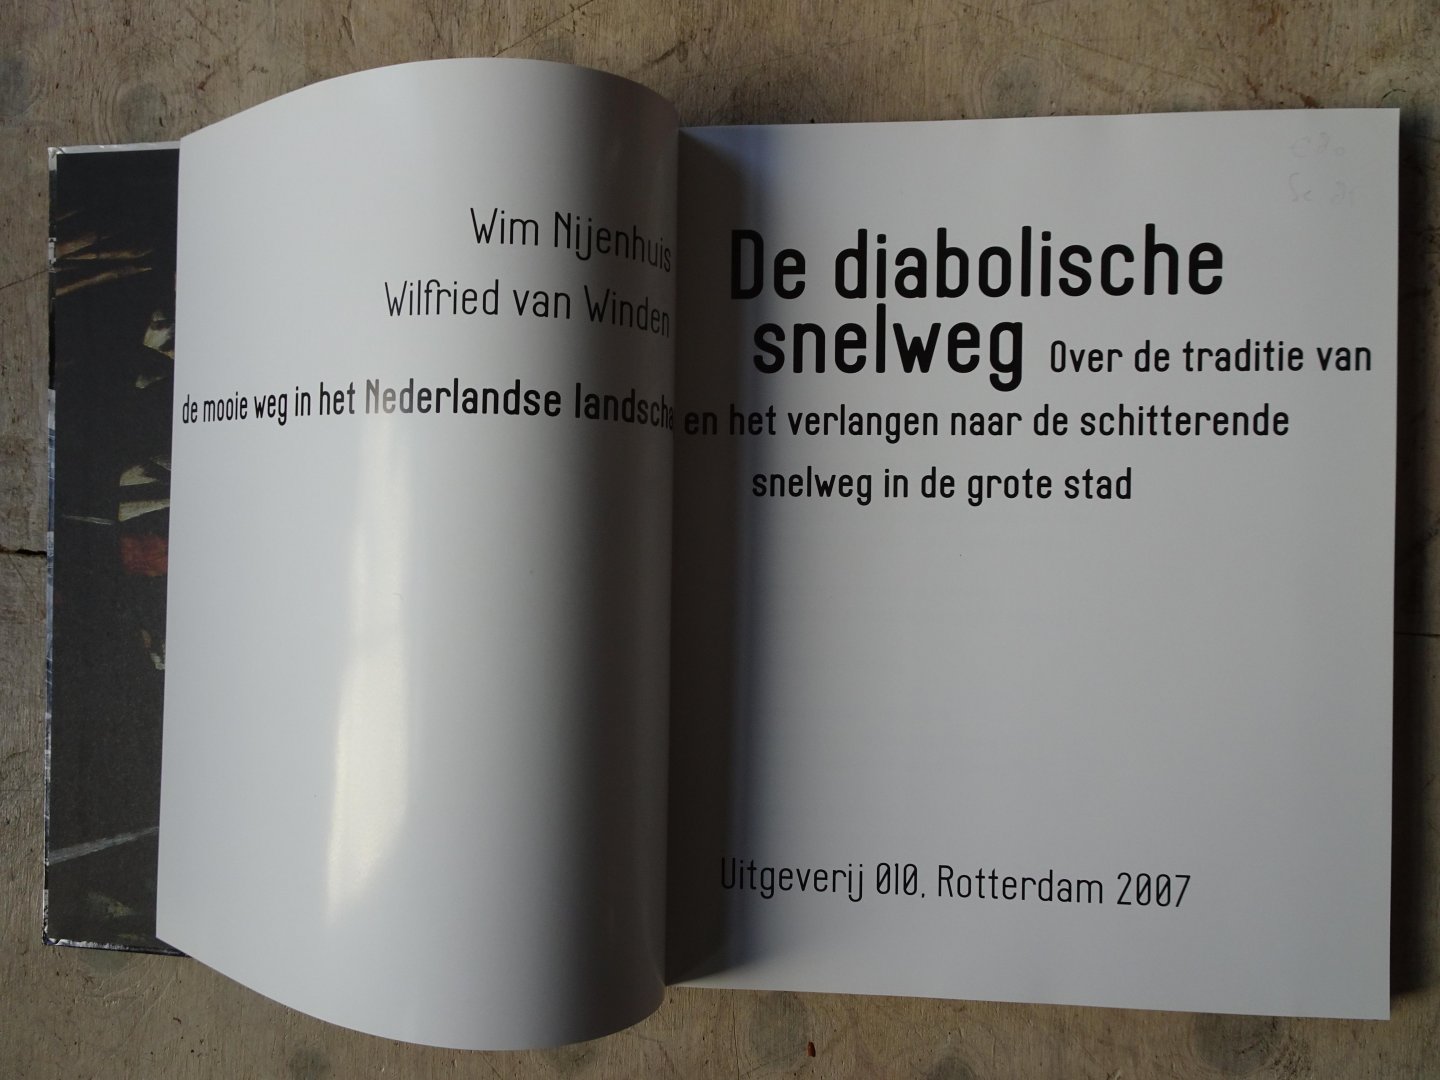 Wim Nijenhuis
Wilfried van Winden
De diabolische
snelweg Over de traditie van
de mooie weg in het Nederlandse landscha en het verlangen naar de schitterende
snelweg in de grote stad
Uitgeverij 010, Rotterdam 2007